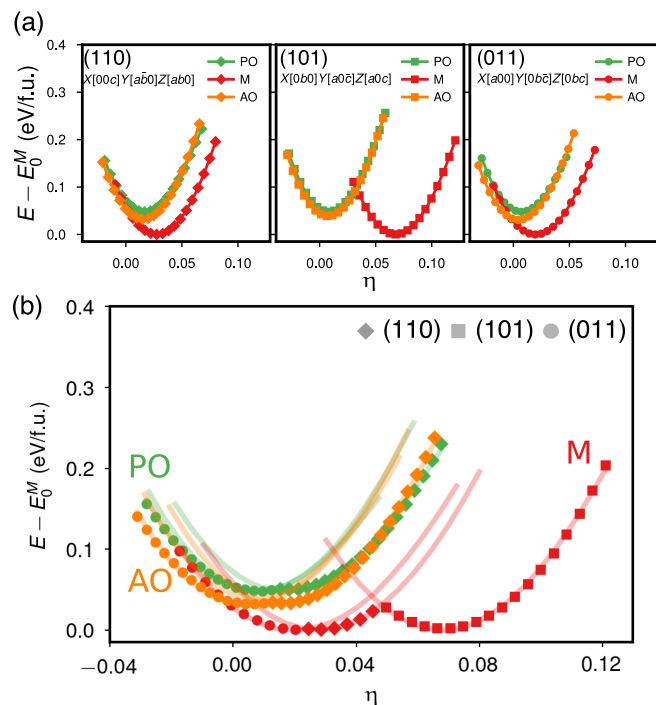 (a)
(110) (101) (011)
X[00c]Y[ab̄0]Z[ab0] X[0b0]Y[a0c̄]Z[a0c] X[a00]Y[0bc̄]Z[0bc]
PO PO PO
M M M
AO AO AO
0.4
0.3
0.2
0.1
0.0
E − E₀ᴹ (eV/f.u.)
0.00 0.05 0.10 0.00 0.05 0.10 0.00 0.05 0.10
η
(b)
(110) (101) (011)
0.4
0.3
0.2
0.1
0.0
E − E₀ᴹ (eV/f.u.)
PO
AO
M
−0.04 0.00 0.04 0.08 0.12
η